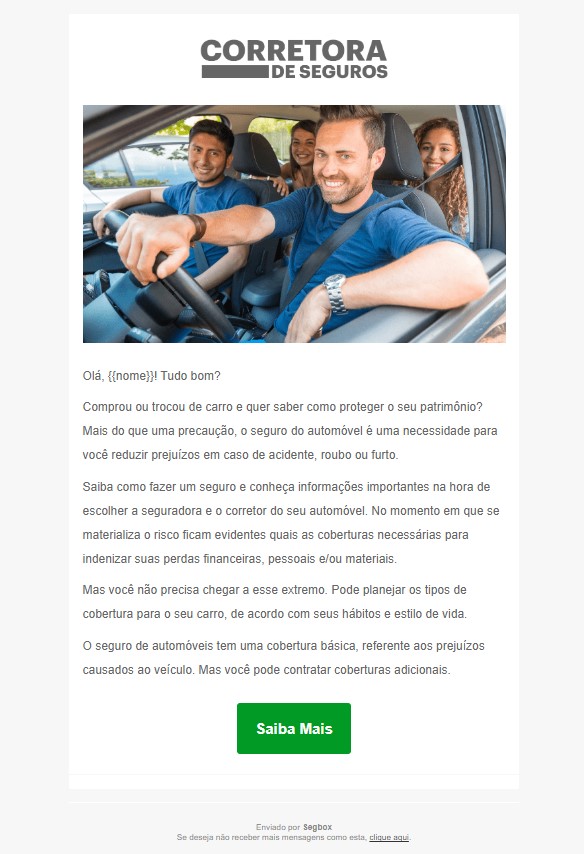 CORRETORA
DE SEGUROS
Olá, {{nome}}! Tudo bom?
Comprou ou trocou de carro e quer saber como proteger o seu patrimônio?
Mais do que uma precaução, o seguro do automóvel é uma necessidade para
você reduzir prejuízos em caso de acidente, roubo ou furto.
Saiba como fazer um seguro e conheça informações importantes na hora de
escolher a seguradora e o corretor do seu automóvel. No momento em que se
materializa o risco ficam evidentes quais as coberturas necessárias para
indenizar suas perdas financeiras, pessoais e/ou materiais.
Mas você não precisa chegar a esse extremo. Pode planejar os tipos de
cobertura para o seu carro, de acordo com seus hábitos e estilo de vida.
O seguro de automóveis tem uma cobertura básica, referente aos prejuízos
causados ao veículo. Mas você pode contratar coberturas adicionais.
Saiba Mais
Enviado por Segbox
Se deseja não receber mais mensagens como esta, clique aqui.